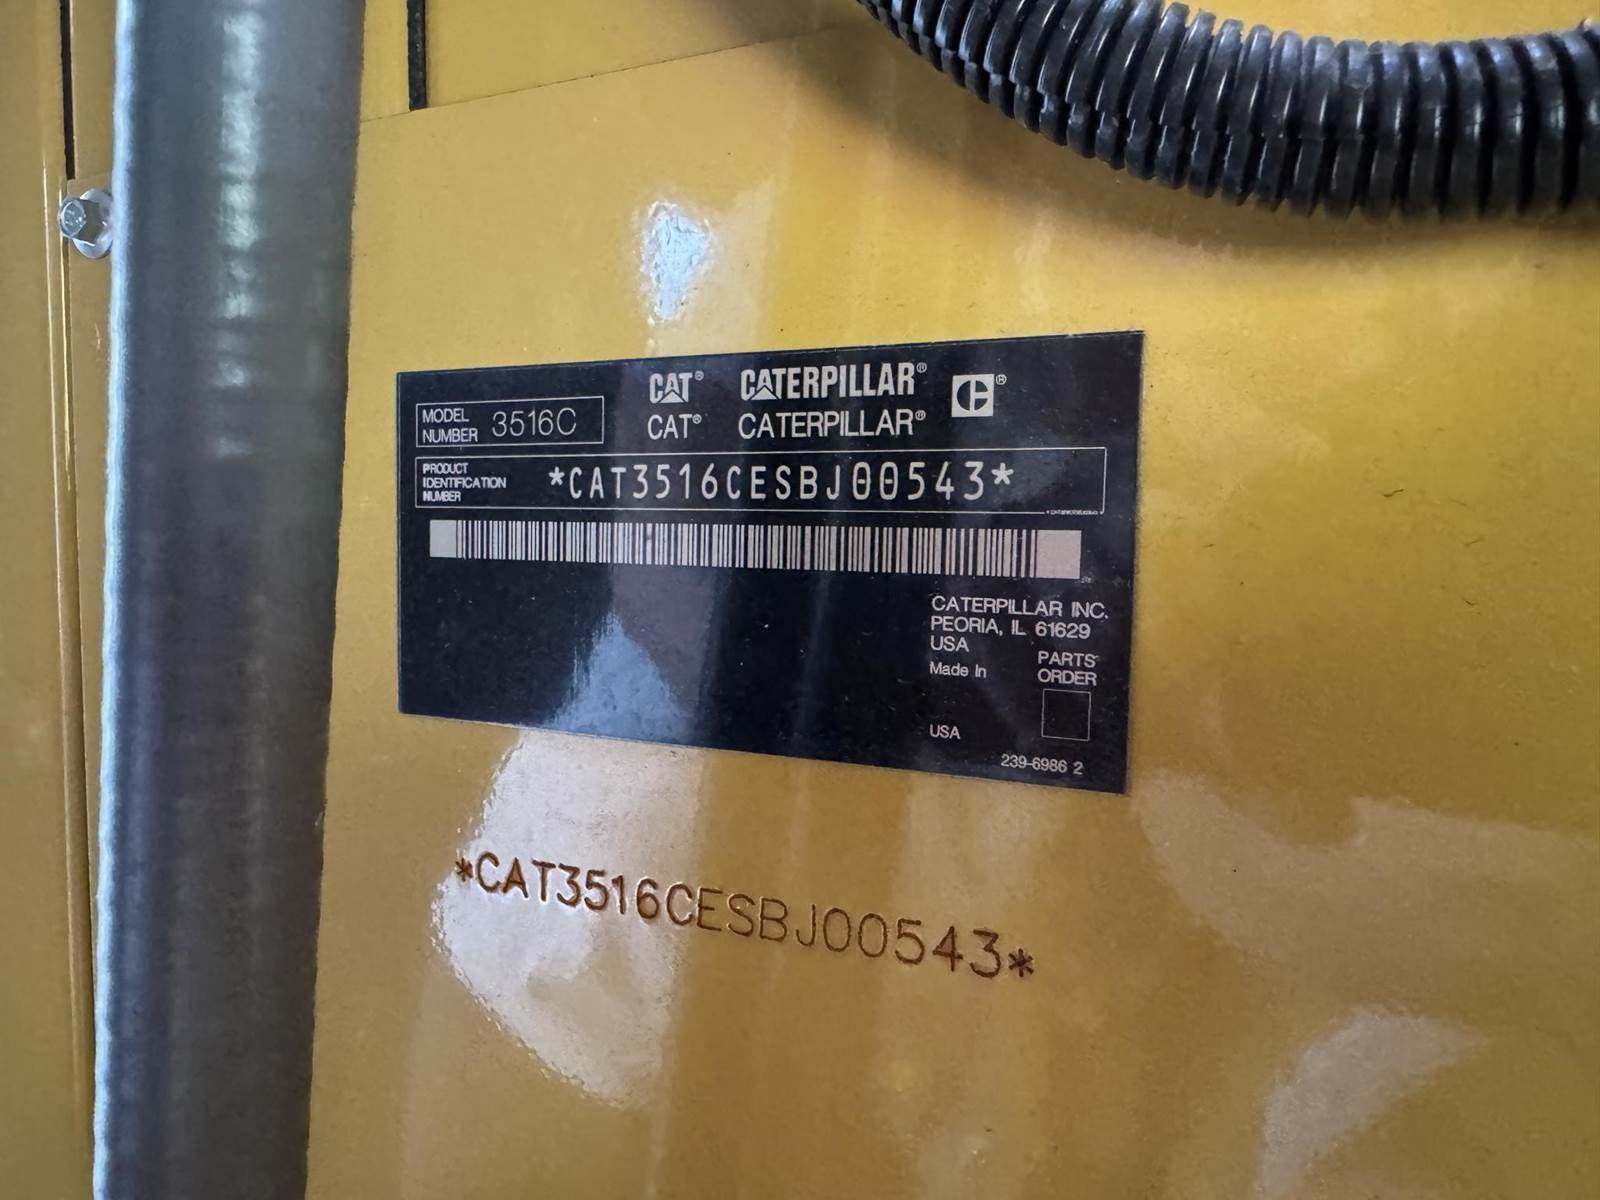 CAT® CATERPILLAR® ®
CAT® CATERPILLAR®
MODEL
NUMBER 3516C
PRODUCT
IDENTIFICATION
NUMBER
*CAT3516CESBJ00543*
CATERPILLAR INC.
PEORIA, IL 61629
USA
Made In
PARTS
ORDER
USA
239-6986 2
*CAT3516CESBJ00543*